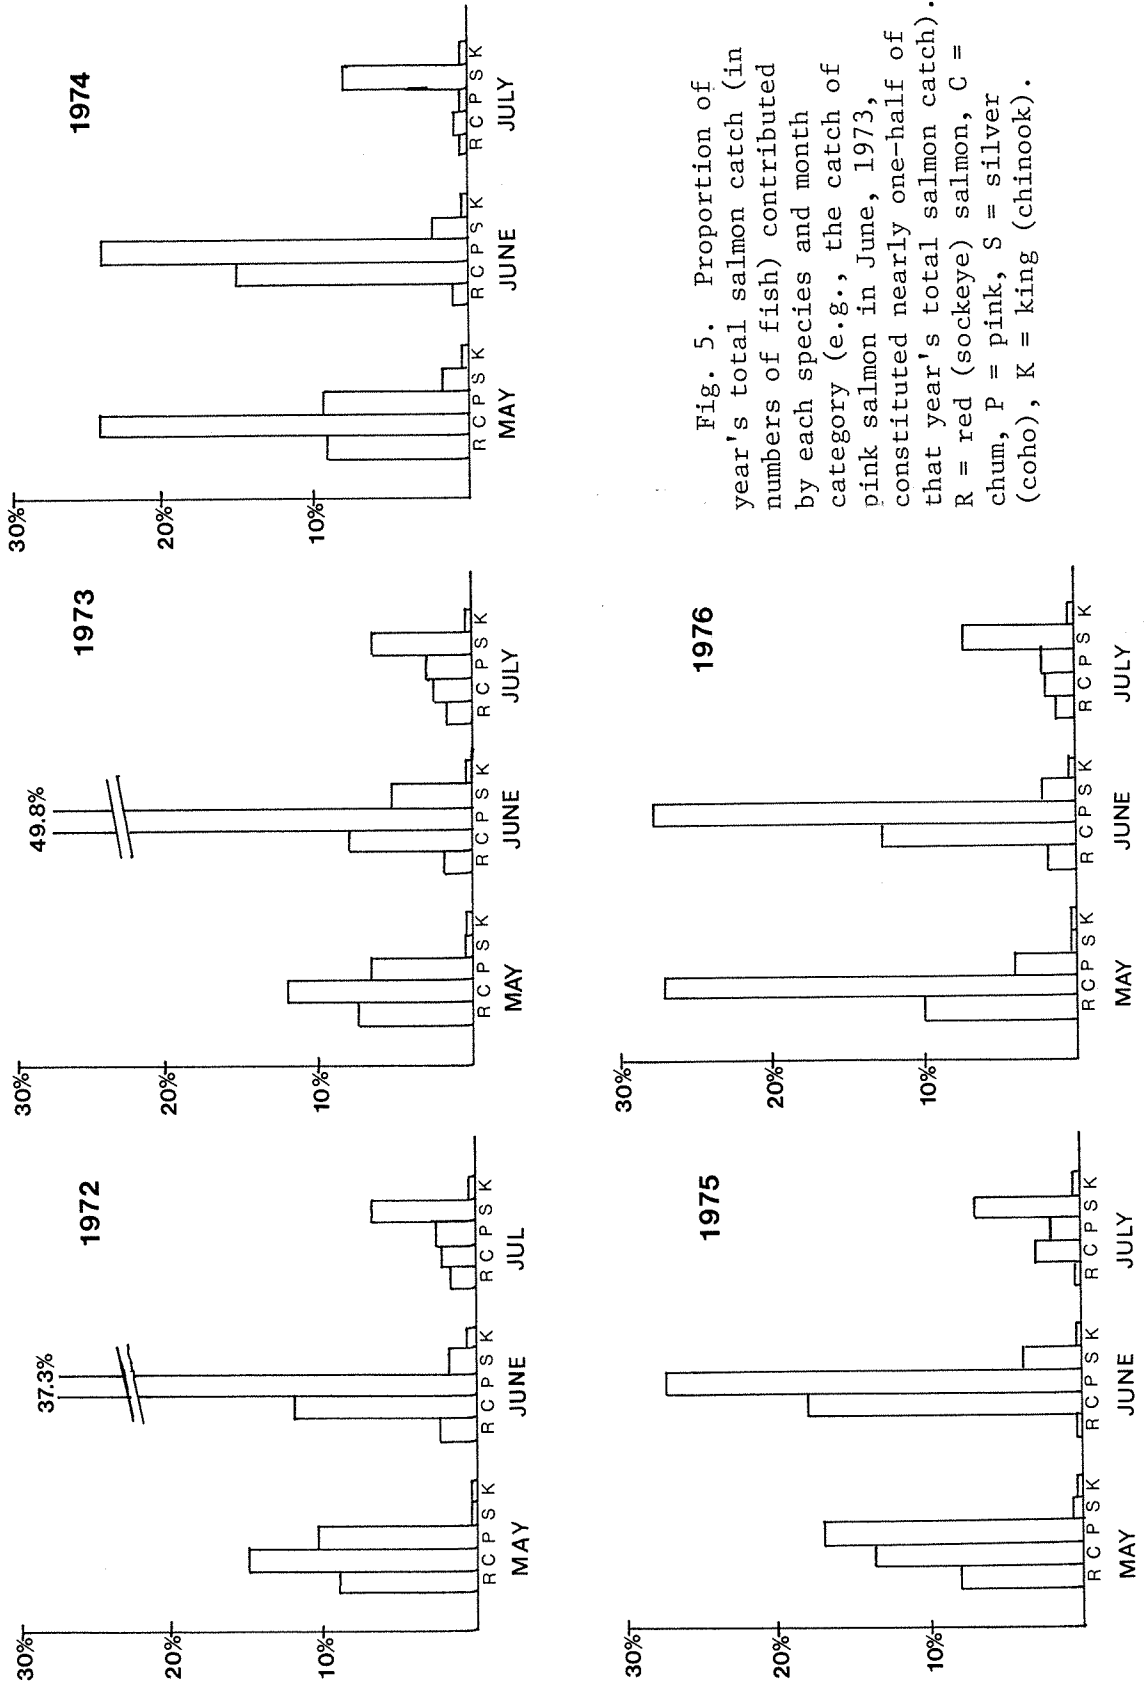 1972
30%
20%
10%
37.3%
R C P S K
R C P S K
R C P S K
MAY
JUNE
JUL
1973
30%
20%
10%
49.8%
R C P S K
R C P S K
R C P S K
MAY
JUNE
JULY
1974
30%
20%
10%
R C P S K
R C P S K
R C P S K
MAY
JUNE
JULY
1975
30%
20%
10%
R C P S K
R C P S K
R C P S K
MAY
JUNE
JULY
1976
30%
20%
10%
R C P S K
R C P S K
R C P S K
MAY
JUNE
JULY
Fig. 5. Proportion of
year's total salmon catch (in
numbers of fish) contributed
by each species and month
category (e.g., the catch of
pink salmon in June, 1973,
constituted nearly one-half of
that year's total salmon catch).
R = red (sockeye) salmon, C =
chum, P = pink, S = silver
(coho), K = king (chinook).